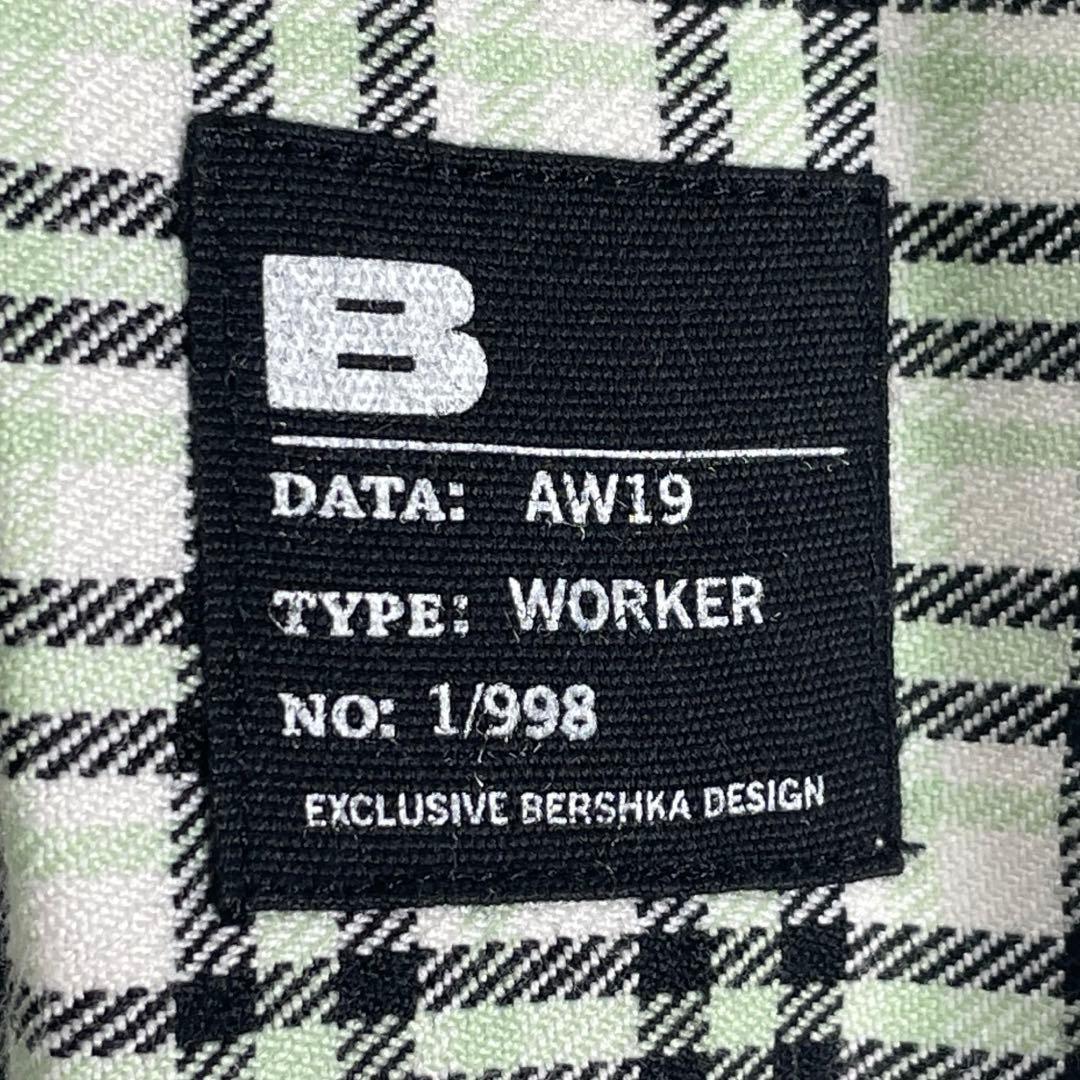 B
DATA: AW19
TYPE: WORKER
NO: 1/998
EXCLUSIVE BERSHKA DESIGN